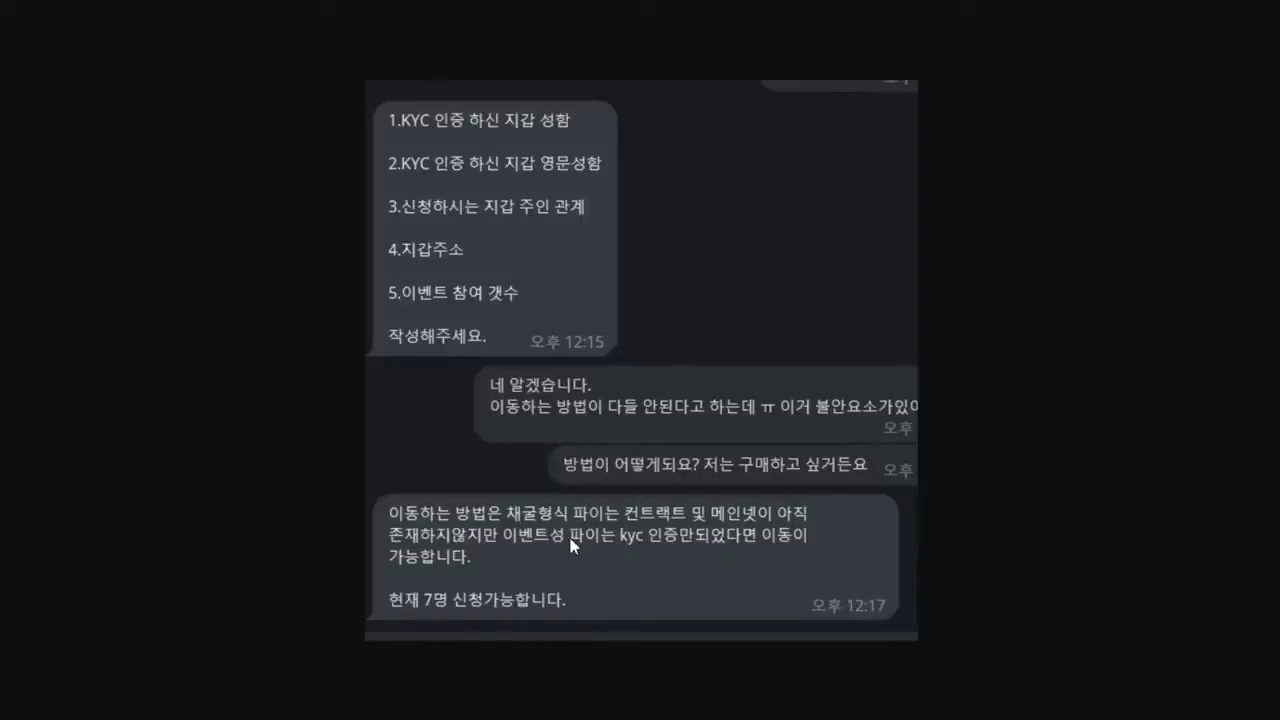 1.KYC 인증 하신 지갑 성함
2.KYC 인증 하신 지갑 영문성함
3.신청하시는 지갑 주인 관계
4.지갑주소
5.이벤트 참여 갯수
작성해주세요.
오후 12:15
네 알겠습니다.
이동하는 방법이 다들 안된다고 하는데 ㅠ 이거 불안요소가있
오후
방법이 어떻게되요? 저는 구매하고 싶거든요
오후
이동하는 방법은 채굴형식 파이는 컨트랙트 및 메인넷이 아직
존재하지않지만 이벤트성 파이는 kyc 인증만되었다면 이동이
가능합니다.
현재 7명 신청가능합니다.
오후 12:17